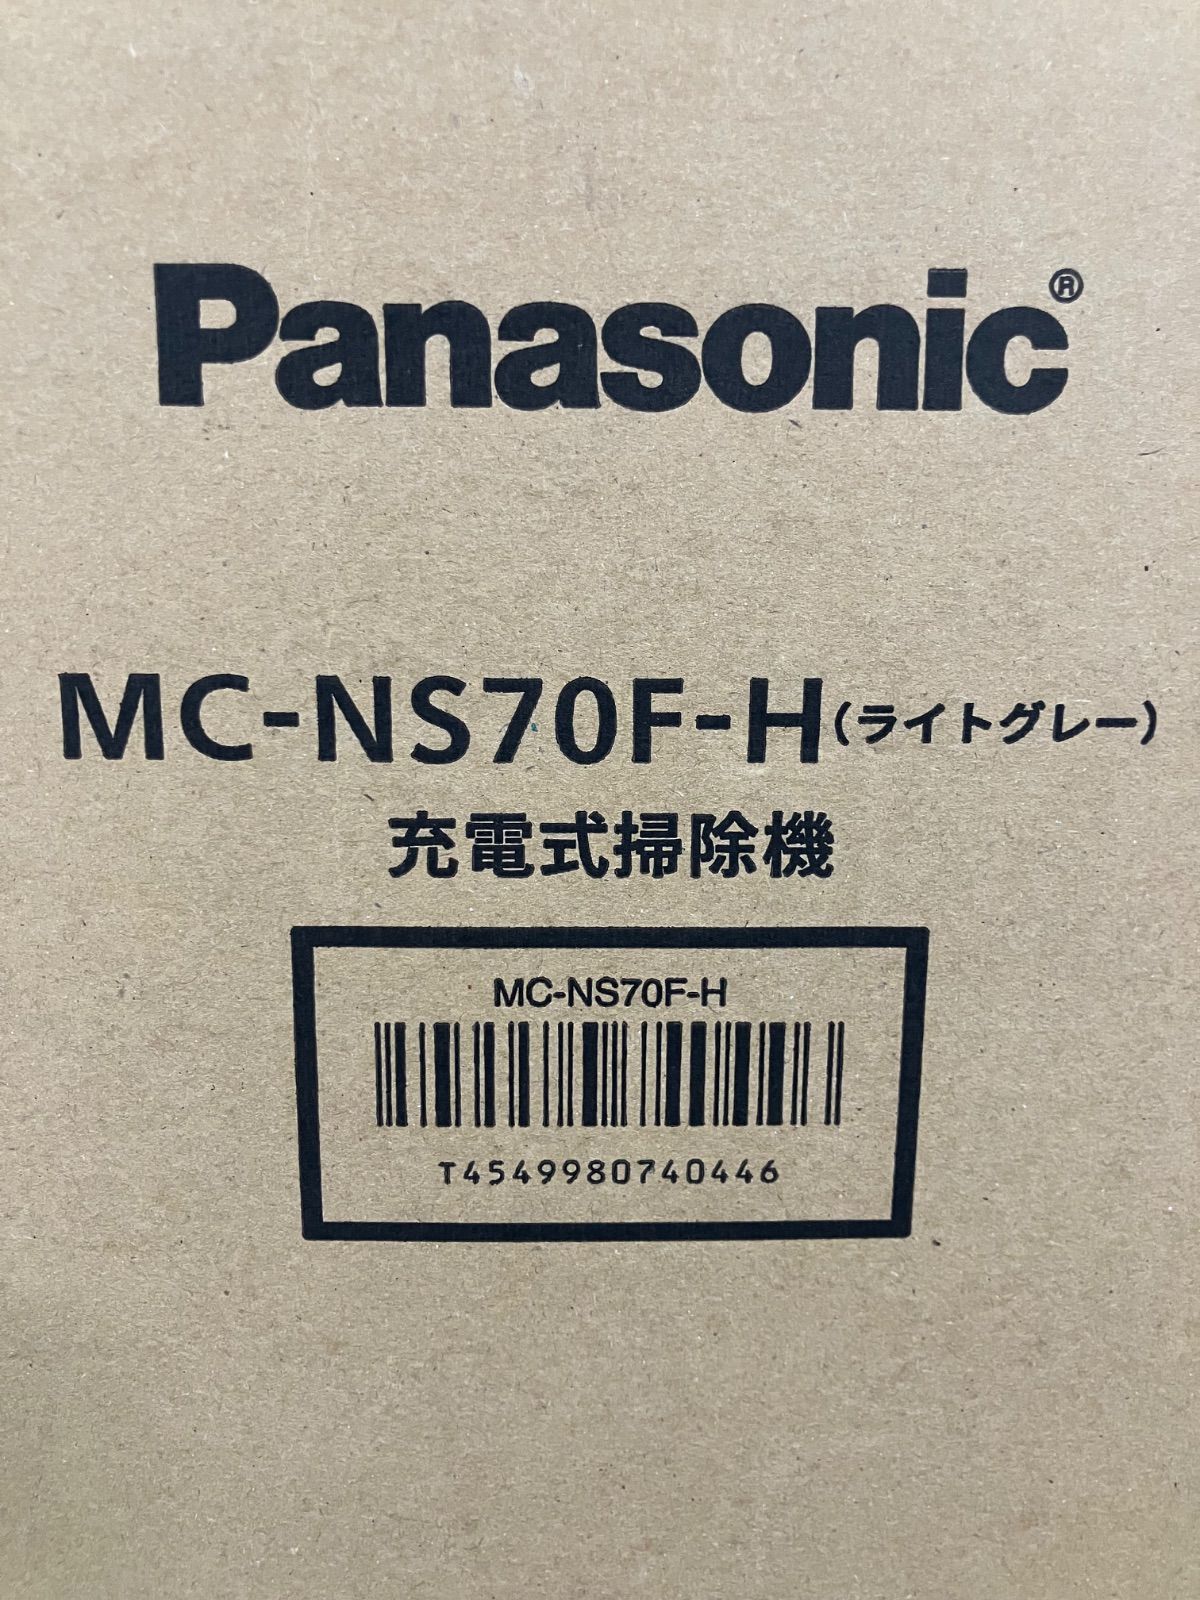 Panasonic®
MC-NS70F-H(ライトグレー)
充電式掃除機
MC-NS70F-H
T4549980740446